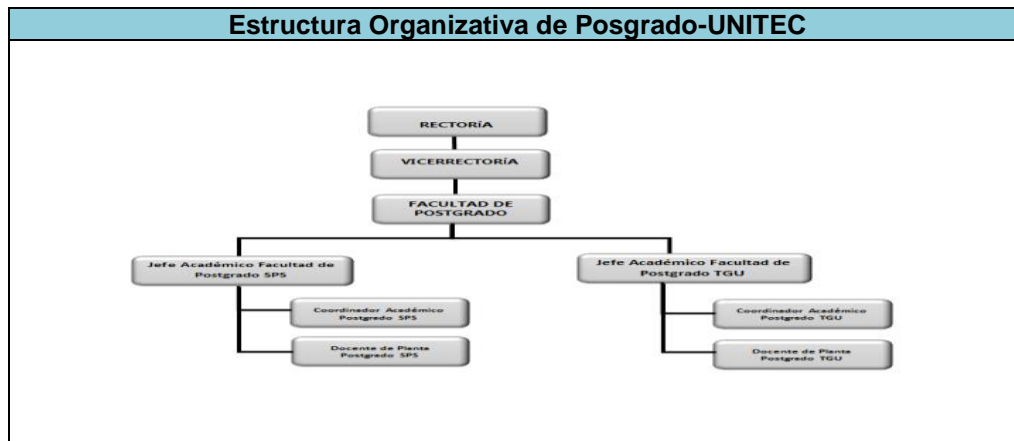 Estructura Organizativa de Posgrado-UNITEC
RECTORíA
VICERRECTORíA
FACULTAD DE
POSTGRADO
Jefe Académico Facultad de
Postgrado SPS
Jefe Académico Facultad de
Postgrado TGU
Coordinador Académico
Postgrado SPS
Coordinador Académico
Postgrado TGU
Docente de Planta
Postgrado SPS
Docente de Planta
Postgrado TGU